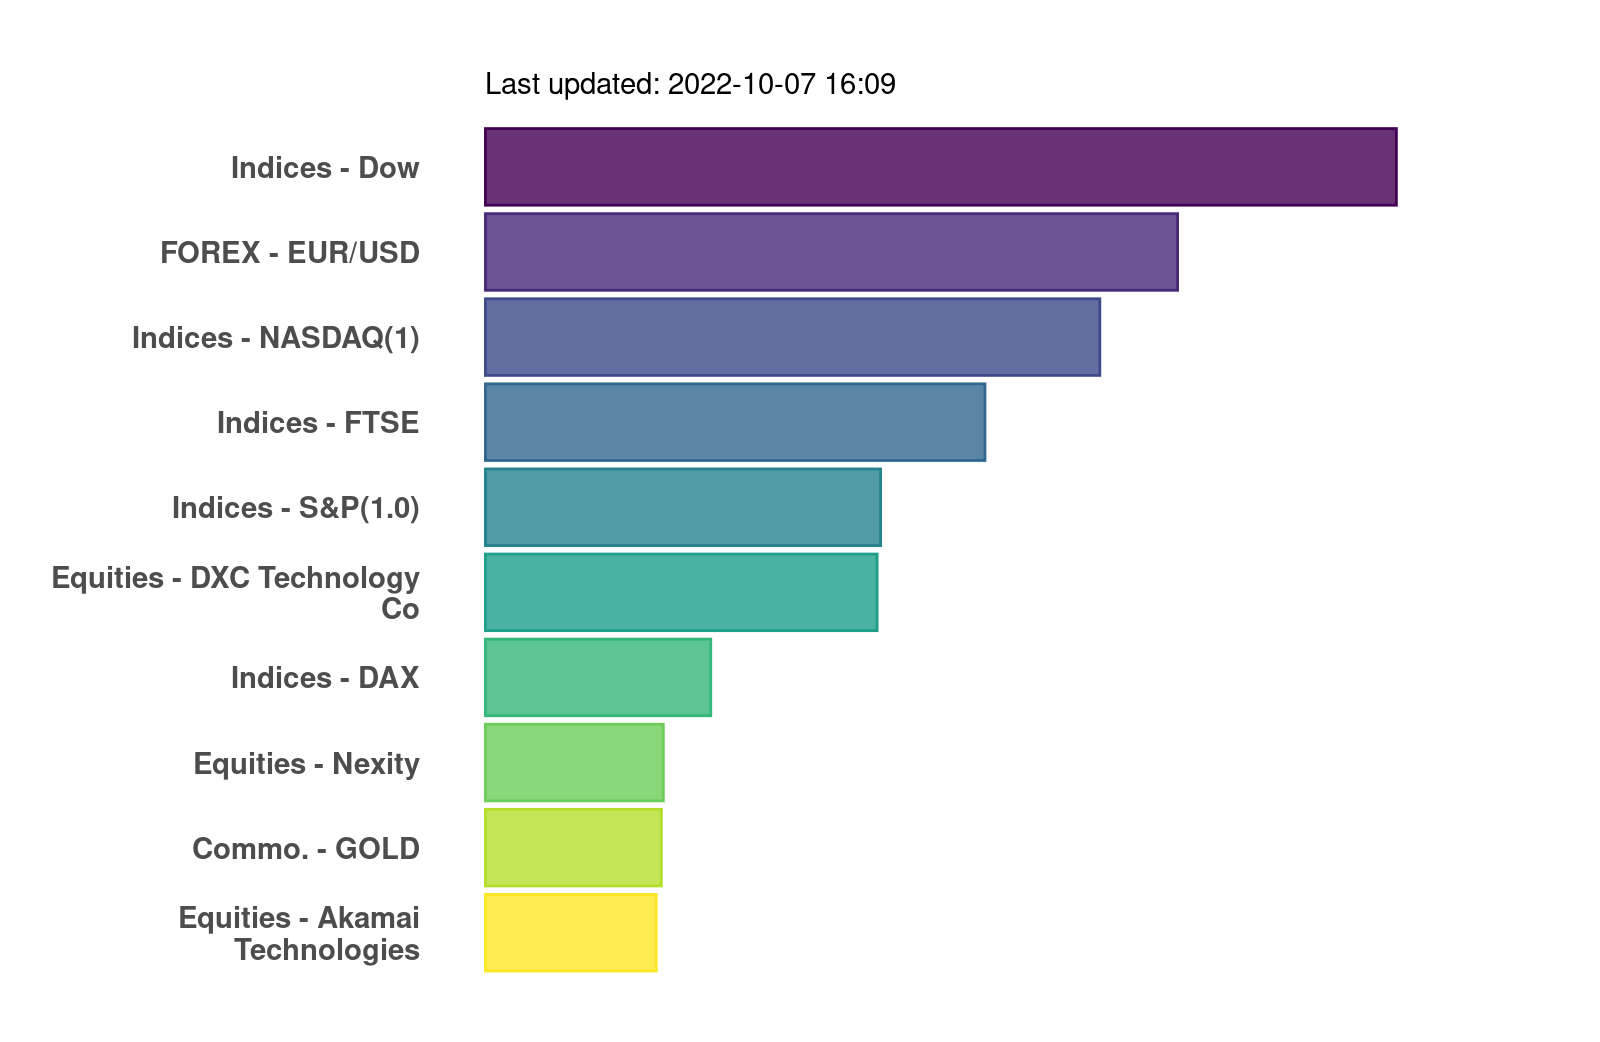 Last updated: 2022-10-07 16:09
Indices - Dow
FOREX - EUR/USD
Indices - NASDAQ(1)
Indices - FTSE
Indices - S&P(1.0)
Equities - DXC Technology
Co
Indices - DAX
Equities - Nexity
Commo. - GOLD
Equities - Akamai
Technologies